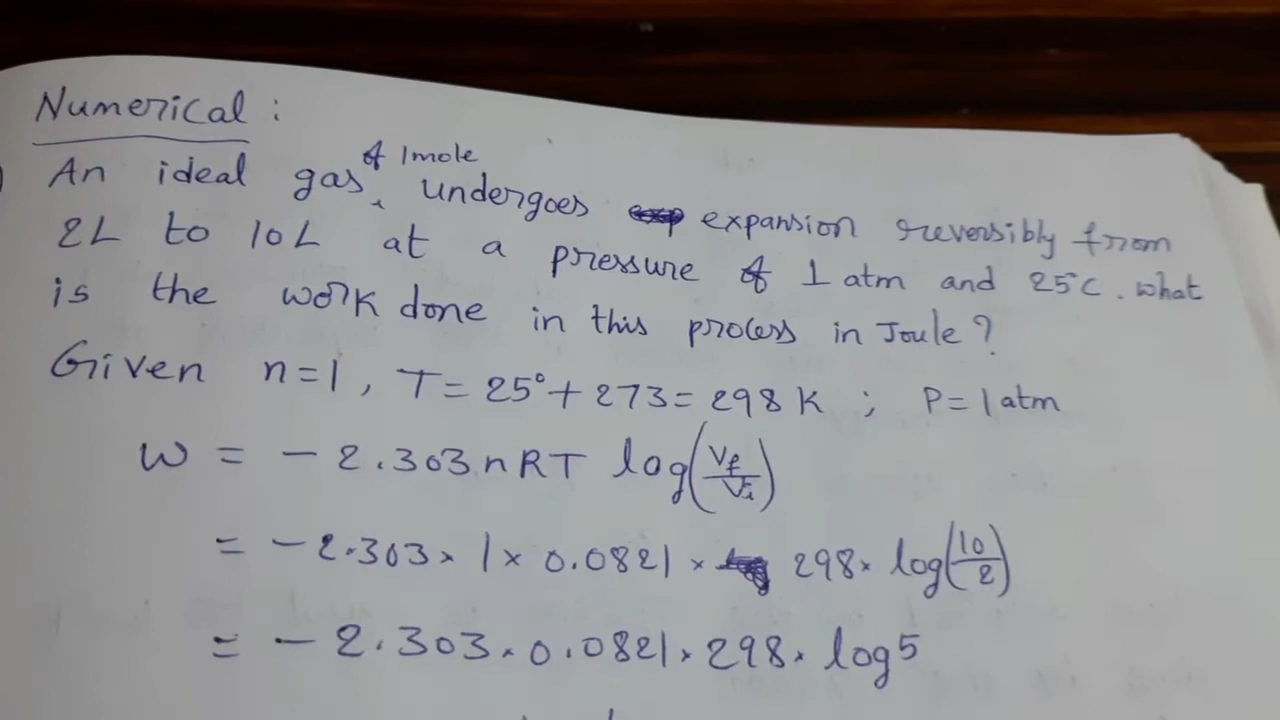 Numerical :
An ideal gas of 1mole undergoes expansion reversibly from
2L to 10L at a pressure of 1 atm and 25°C. what
is the work done in this process in Joule ?
Given n=1, T= 25°+273= 298 K ; P= 1 atm
W = - 2.303 nRT log(Vf/Vi)
= - 2.303 × 1 × 0.0821 × 298 × log(10/2)
= - 2.303 × 0.0821 × 298 × log5